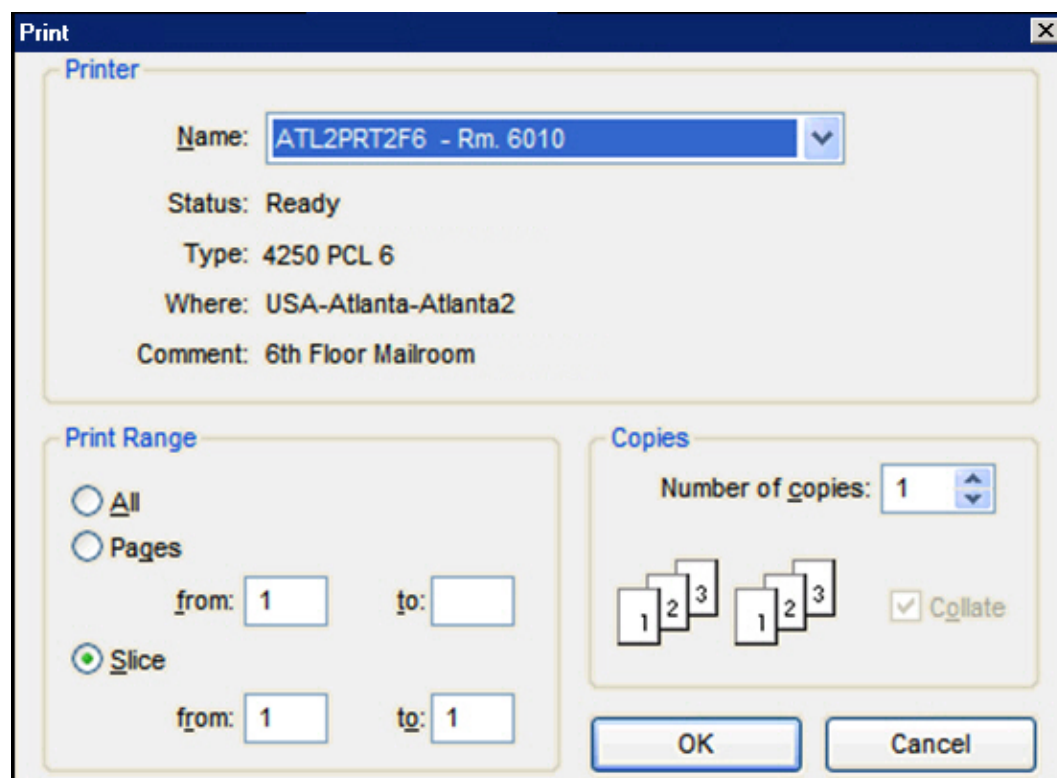 Print
Printer
Name: ATL2PRT2F6 - Rm. 6010
Status: Ready
Type: 4250 PCL 6
Where: USA-Atlanta-Atlanta2
Comment: 6th Floor Mailroom
Print Range
All
Pages
from: 1 to:
Slice
from: 1 to: 1
Copies
Number of copies: 1
1 2 3 1 2 3
Collate
OK Cancel